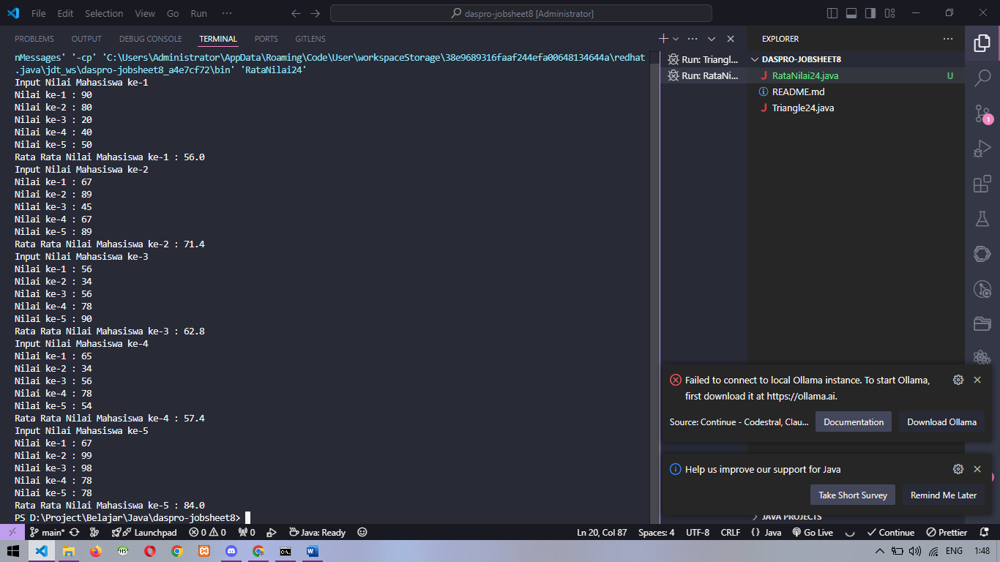 File Edit Selection View Go Run ··· daspro-jobsheet8 [Administrator]
PROBLEMS OUTPUT DEBUG CONSOLE TERMINAL PORTS GITLENS
nMessages' '-cp' 'C:\Users\Administrator\AppData\Roaming\Code\User\workspaceStorage\38e9689316faaf244efa00648134644a\redhat
.java\jdt_ws\daspro-jobsheet8_a4e7cf72\bin' 'RataNilai24'
Input Nilai Mahasiswa ke-1
Nilai ke-1 : 90
Nilai ke-2 : 80
Nilai ke-3 : 20
Nilai ke-4 : 40
Nilai ke-5 : 50
Rata Rata Nilai Mahasiswa ke-1 : 56.0
Input Nilai Mahasiswa ke-2
Nilai ke-1 : 67
Nilai ke-2 : 89
Nilai ke-3 : 45
Nilai ke-4 : 67
Nilai ke-5 : 89
Rata Rata Nilai Mahasiswa ke-2 : 71.4
Input Nilai Mahasiswa ke-3
Nilai ke-1 : 56
Nilai ke-2 : 34
Nilai ke-3 : 56
Nilai ke-4 : 78
Nilai ke-5 : 90
Rata Rata Nilai Mahasiswa ke-3 : 62.8
Input Nilai Mahasiswa ke-4
Nilai ke-1 : 65
Nilai ke-2 : 34
Nilai ke-3 : 56
Nilai ke-4 : 78
Nilai ke-5 : 54
Rata Rata Nilai Mahasiswa ke-4 : 57.4
Input Nilai Mahasiswa ke-5
Nilai ke-1 : 67
Nilai ke-2 : 99
Nilai ke-3 : 98
Nilai ke-4 : 78
Nilai ke-5 : 78
Rata Rata Nilai Mahasiswa ke-5 : 84.0
PS D:\Project\Belajar\Java\daspro-jobsheet8>
Run: Triangl...
Run: RataNi...
EXPLORER
DASPRO-JOBSHEET8
RataNilai24.java U
README.md
Triangle24.java
1
Failed to connect to local Ollama instance. To start Ollama,
first download it at https://ollama.ai.
Source: Continue - Codestral, Clau... Documentation Download Ollama
Help us improve our support for Java
Take Short Survey Remind Me Later
JAVA PROJECTS
main* Launchpad 0 0 0 Java: Ready Ln 20, Col 87 Spaces: 4 UTF-8 CRLF {} Java Go Live Continue Prettier
HS W ENG 1:48